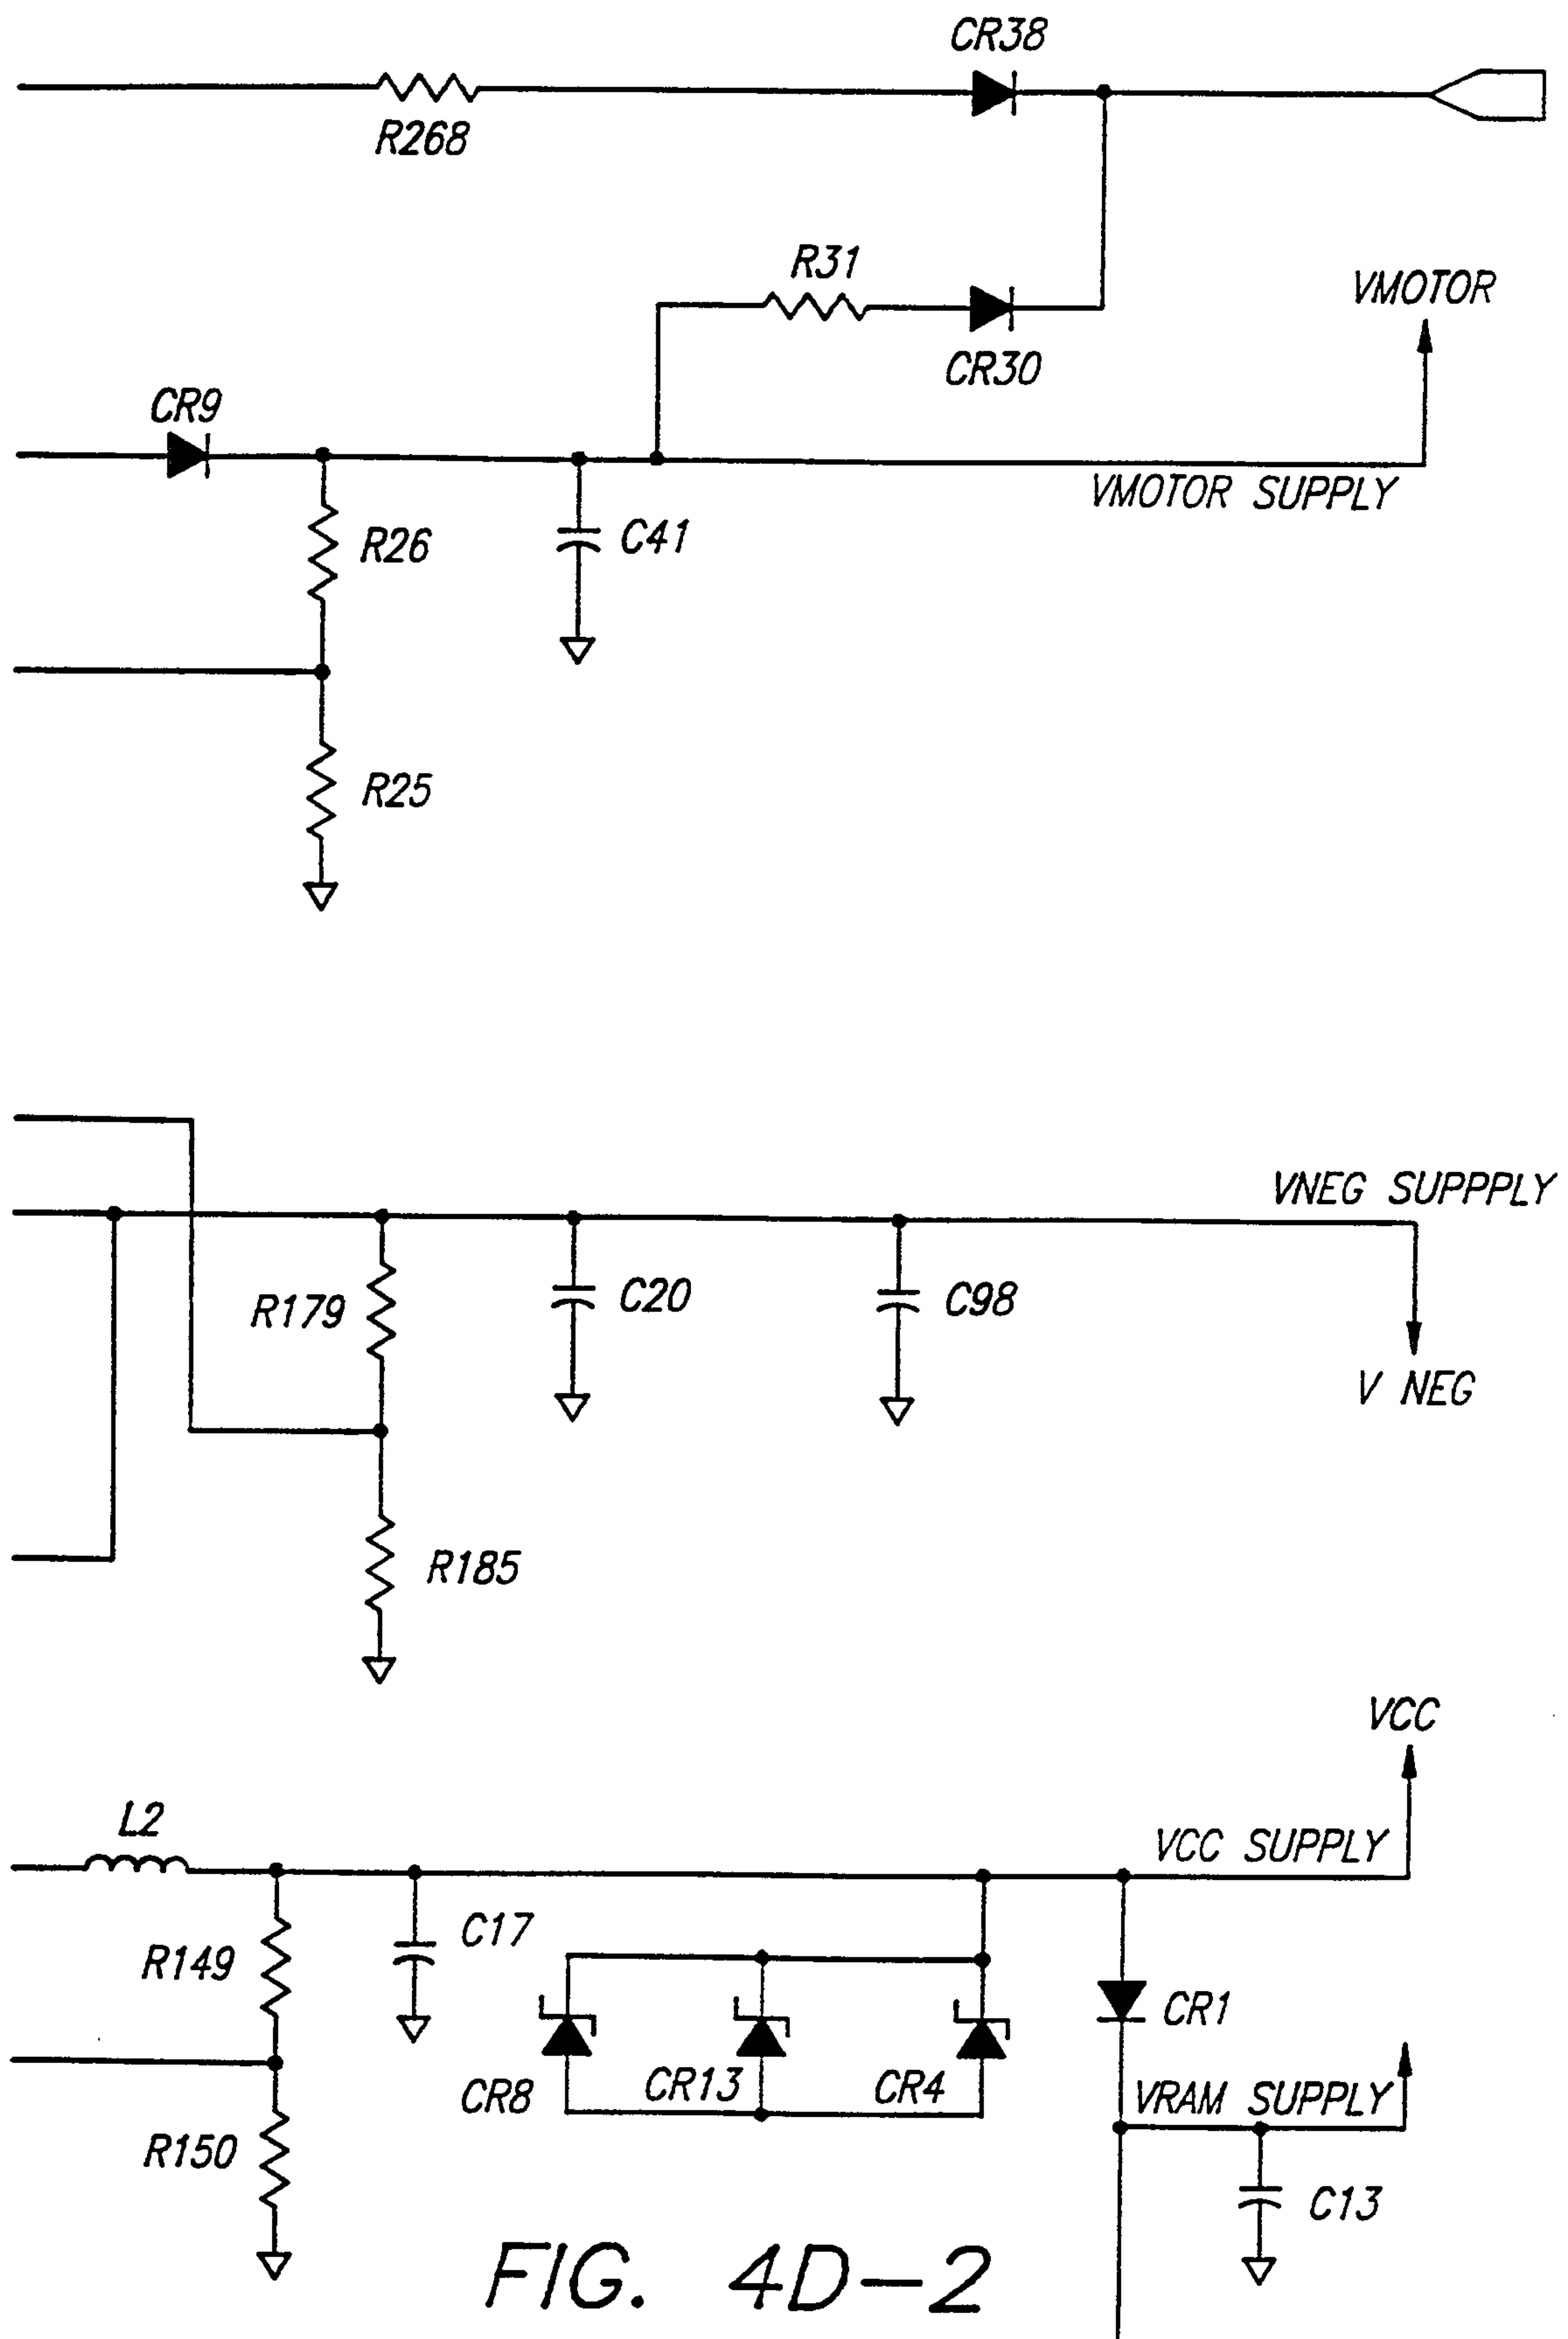 CR38
R268
R31
VMOTOR
CR30
CR9
VMOTOR SUPPLY
R26
C41
R25
VNEG SUPPPLY
R179
C20
C98
V NEG
R185
VCC
L2
VCC SUPPLY
C17
R149
CR1
CR8
CR13
CR4
VRAM SUPPLY
R150
C13
FIG. 4D-2